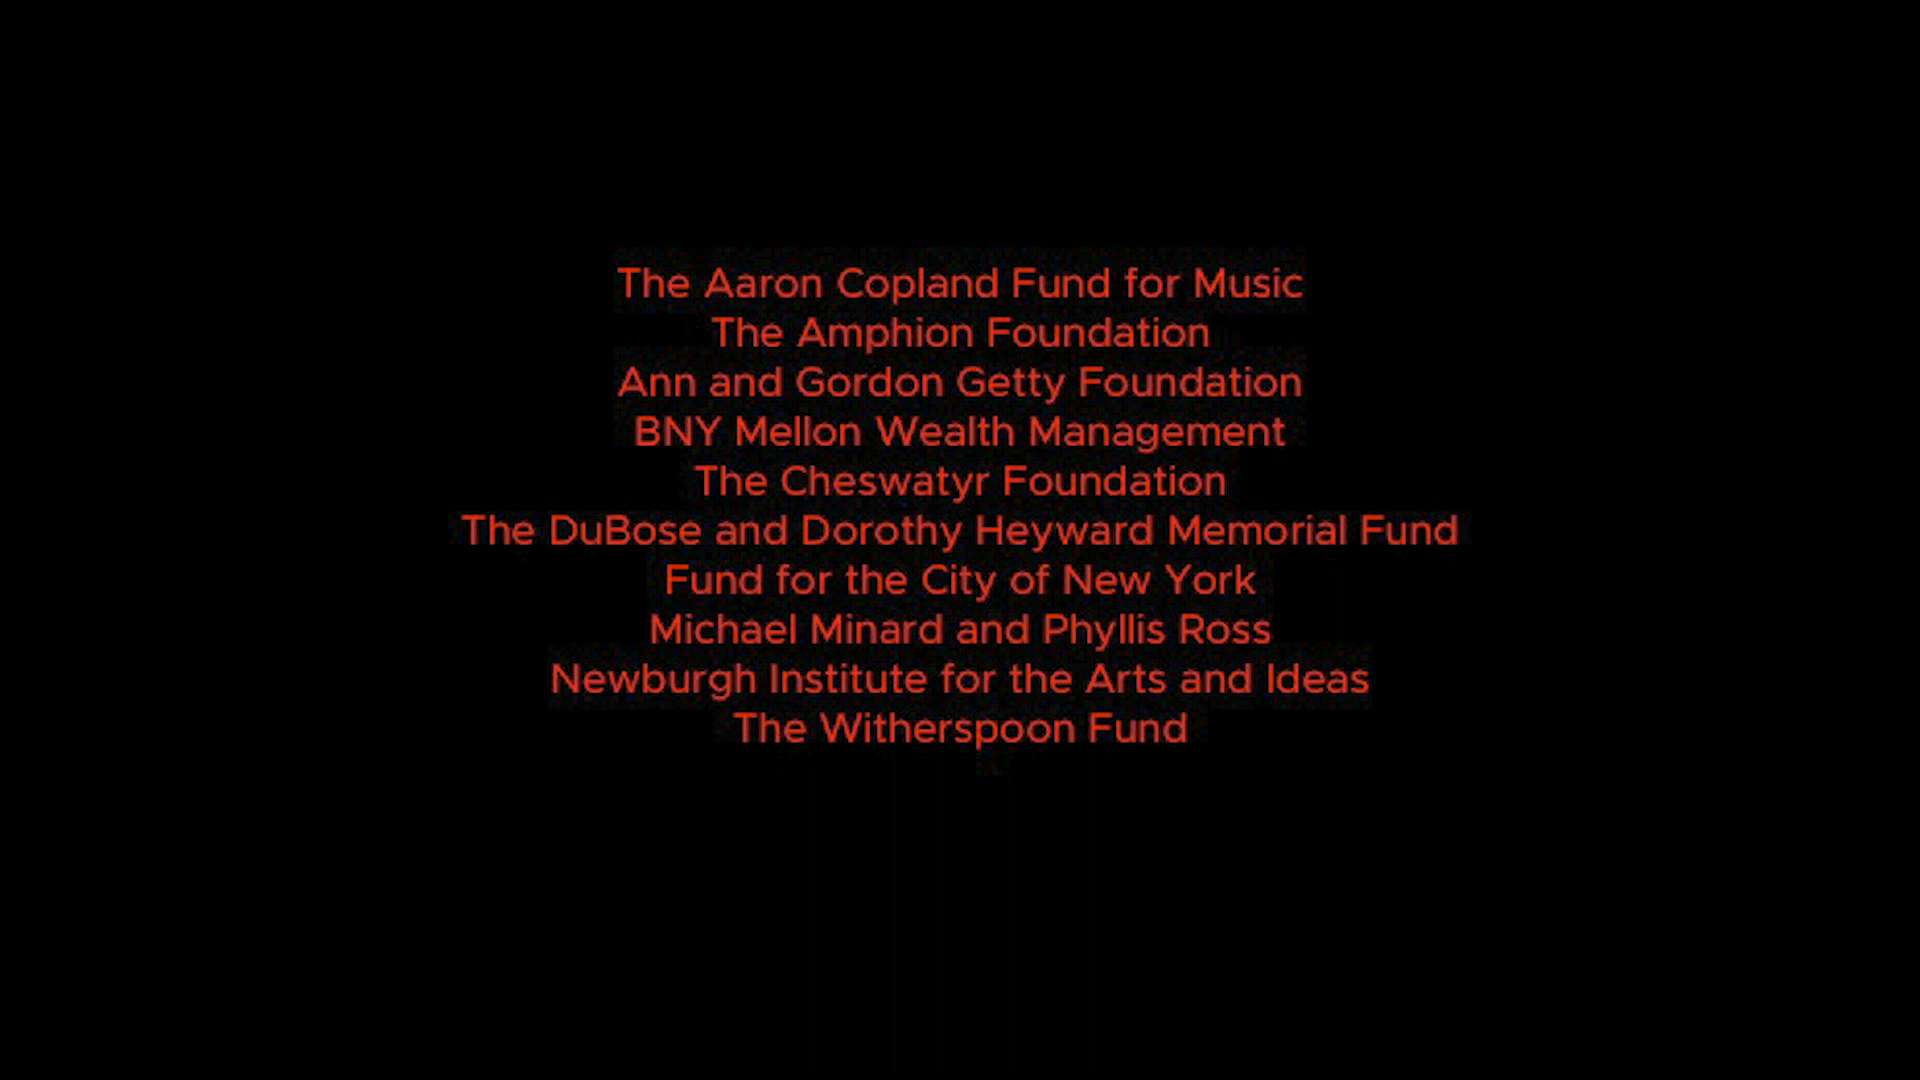 The Aaron Copland Fund for Music
The Amphion Foundation
Ann and Gordon Getty Foundation
BNY Mellon Wealth Management
The Cheswatyr Foundation
The DuBose and Dorothy Heyward Memorial Fund
Fund for the City of New York
Michael Minard and Phyllis Ross
Newburgh Institute for the Arts and Ideas
The Witherspoon Fund